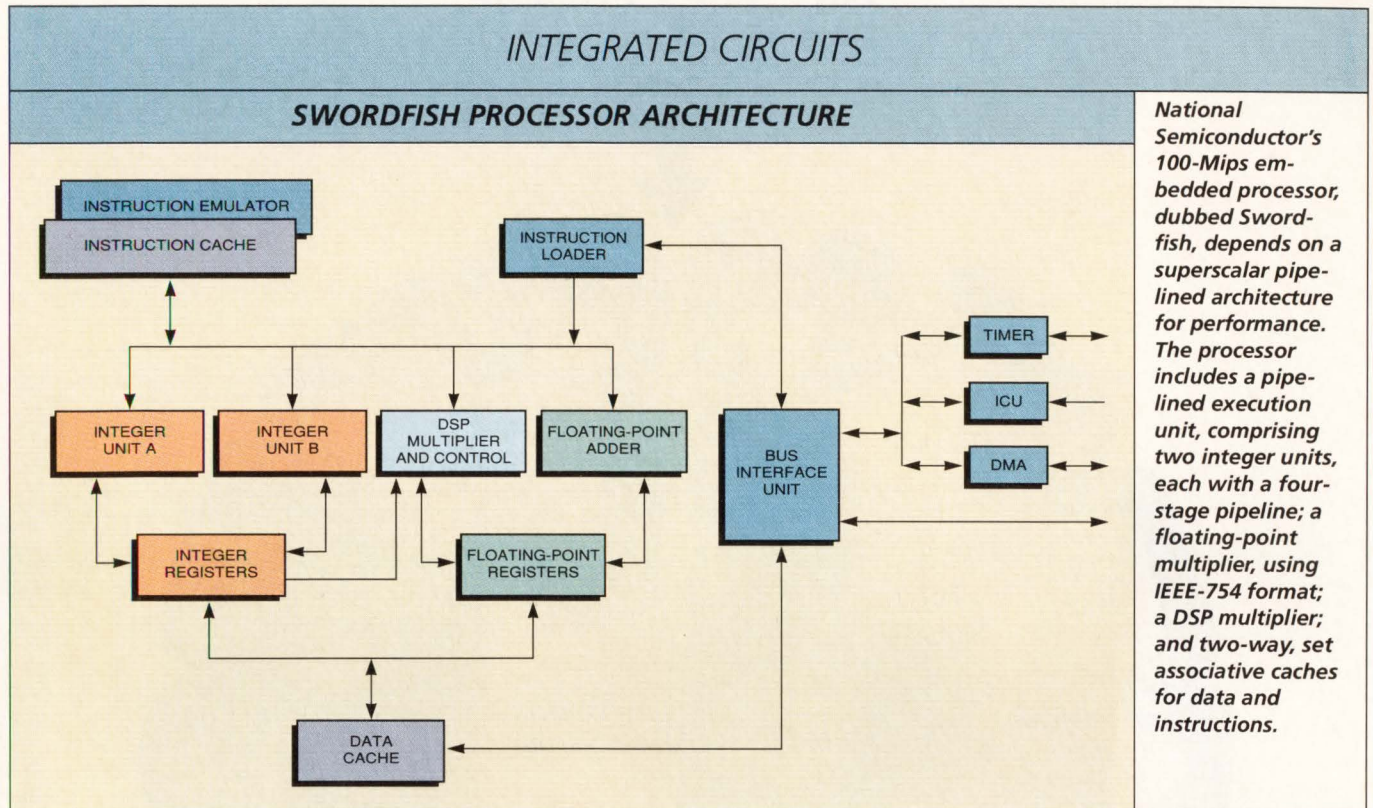 INTEGRATED CIRCUITS
SWORDFISH PROCESSOR ARCHITECTURE
INSTRUCTION EMULATOR
INSTRUCTION CACHE
INSTRUCTION
LOADER
TIMER
ICU
DMA
INTEGER
UNIT A
INTEGER
UNIT B
DSP
MULTIPLIER
AND CONTROL
FLOATING-POINT
ADDER
BUS
INTERFACE
UNIT
INTEGER
REGISTERS
FLOATING-POINT
REGISTERS
DATA
CACHE
National
Semiconductor's
100-Mips em-
bedded processor,
dubbed Sword-
fish, depends on a
superscalar pipe-
lined architecture
for performance.
The processor
includes a pipe-
lined execution
unit, comprising
two integer units,
each with a four-
stage pipeline; a
floating-point
multiplier, using
IEEE-754 format;
a DSP multiplier;
and two-way, set
associative caches
for data and
instructions.